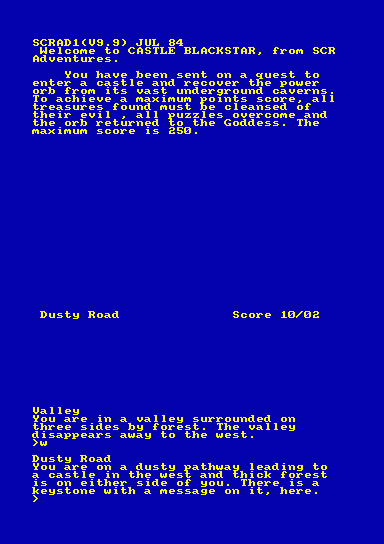 SCRAD1(V9.9) JUL 84
Welcome to CASTLE BLACKSTAR, from SCR
Adventures.
You have been sent on a quest to
enter a castle and recover the power
orb from its vast underground caverns.
To achieve a maximum points score, all
treasures found must be cleansed of
their evil , all puzzles overcome and
the orb returned to the Goddess. The
maximum score is 250.
Dusty Road Score 10/02
Valley
You are in a valley surrounded on
three sides by forest. The valley
disappears away to the west.
>w
Dusty Road
You are on a dusty pathway leading to
a castle in the west and thick forest
is on either side of you. There is a
keystone with a message on it, here.
>